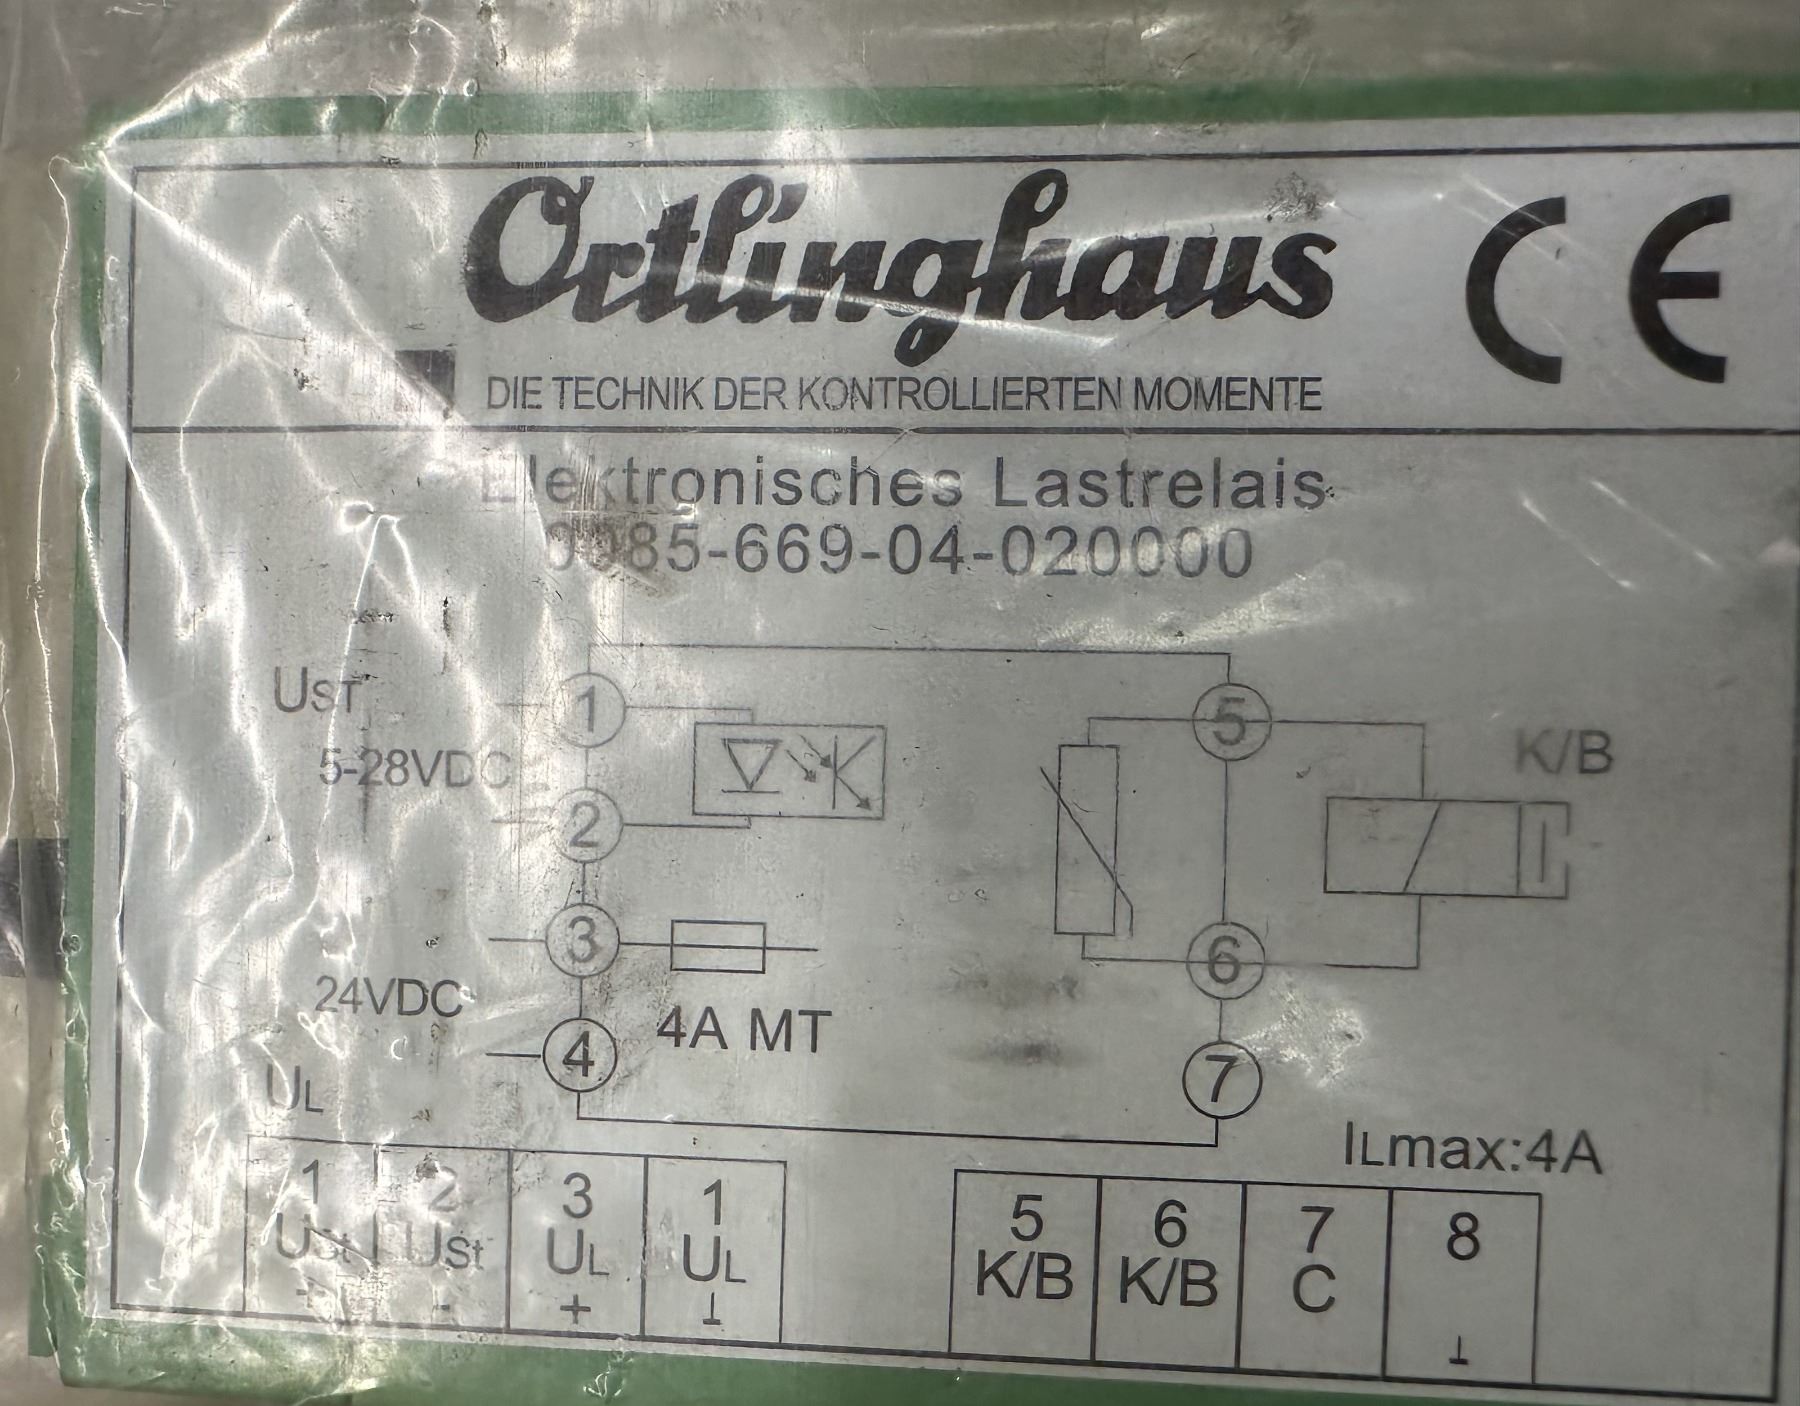 Ortlinghaus CE
DIE TECHNIK DER KONTROLLIERTEN MOMENTE
Elektronisches Lastrelais
0085-669-04-020000
UST
5-28VDC
1
2
3
4
24VDC
4A MT
UL
5
6
7
K/B
ILmax:4A
1 2 3 1
USt USt UL UL
+ - + ⊥
5 6 7 8
K/B K/B C ⊥